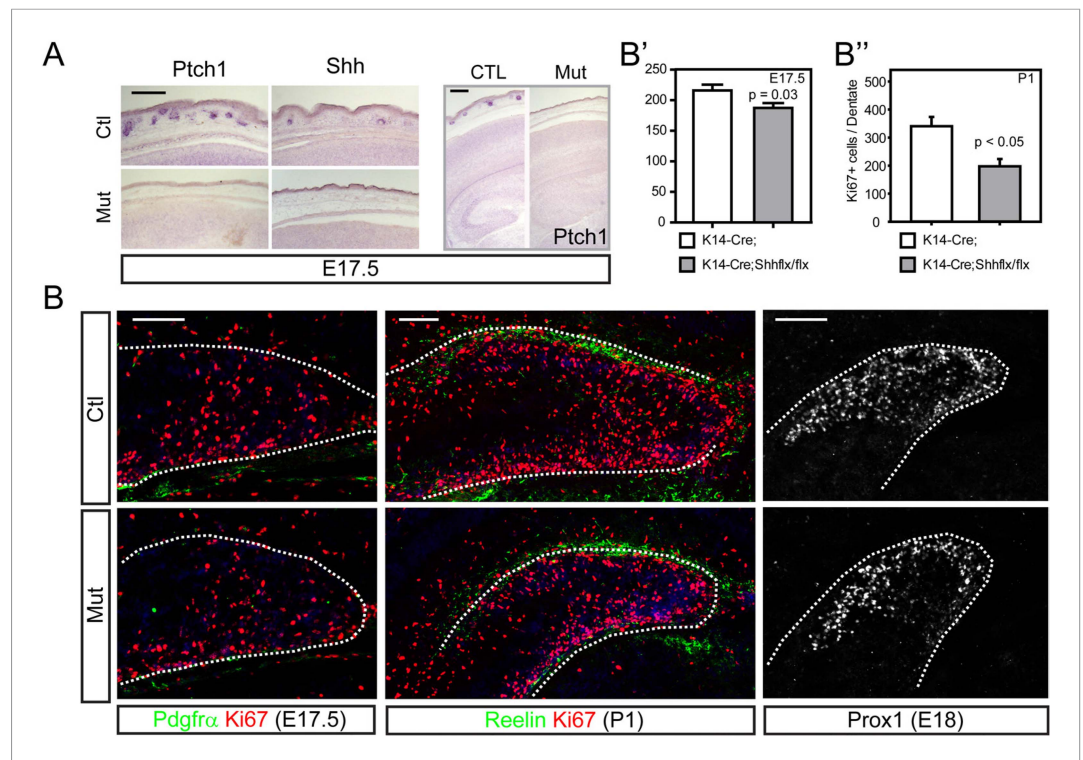 A
Ptch1
Shh
CTL
Mut
Ctl
Mut
Ptch1
E17.5
B’
250
200
150
100
50
0
E17.5
p = 0.03
K14-Cre;
K14-Cre;Shhflx/flx
B’’
Ki67+ cells / Dentate
500
400
300
200
100
0
P1
p < 0.05
K14-Cre;
K14-Cre;Shhflx/flx
B
Ctl
Mut
Pdgfrα Ki67 (E17.5)
Reelin Ki67 (P1)
Prox1 (E18)